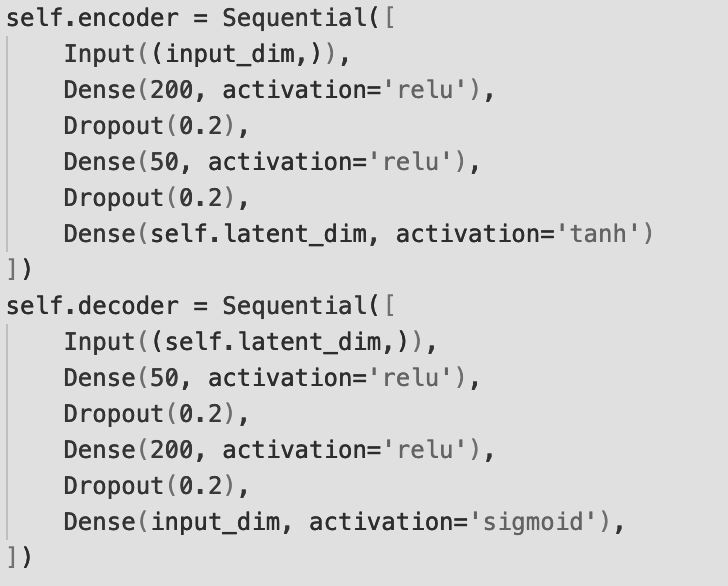 self.encoder = Sequential([
    Input((input_dim,)),
    Dense(200, activation='relu'),
    Dropout(0.2),
    Dense(50, activation='relu'),
    Dropout(0.2),
    Dense(self.latent_dim, activation='tanh')
])
self.decoder = Sequential([
    Input((self.latent_dim,)),
    Dense(50, activation='relu'),
    Dropout(0.2),
    Dense(200, activation='relu'),
    Dropout(0.2),
    Dense(input_dim, activation='sigmoid'),
])